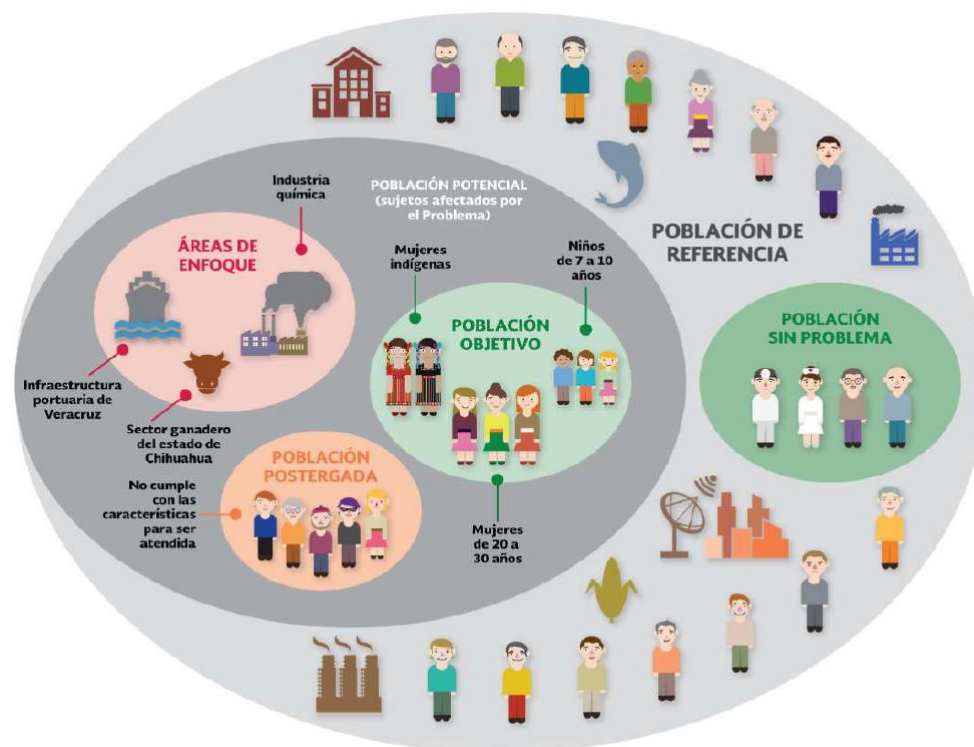 Industria
química
POBLACIÓN POTENCIAL
(sujetos afectados por
el Problema)
ÁREAS DE
ENFOQUE
Infraestructura
portuaria de
Veracruz
Sector ganadero
del estado de
Chihuahua
Mujeres
indígenas
Niños
de 7 a 10
años
POBLACIÓN
OBJETIVO
Mujeres
de 20 a
30 años
POBLACIÓN
POSTERGADA
No cumple
con las
características
para ser
atendida
POBLACIÓN DE
REFERENCIA
POBLACIÓN
SIN PROBLEMA